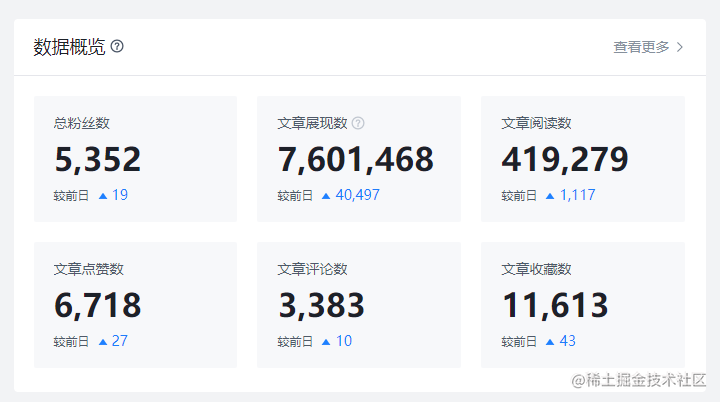 数据概览
查看更多
总粉丝数
5,352
较前日 ▲ 19
文章展现数
7,601,468
较前日 ▲ 40,497
文章阅读数
419,279
较前日 ▲ 1,117
文章点赞数
6,718
较前日 ▲ 27
文章评论数
3,383
较前日 ▲ 10
文章收藏数
11,613
较前日 ▲ 43
@稀土掘金技术社区